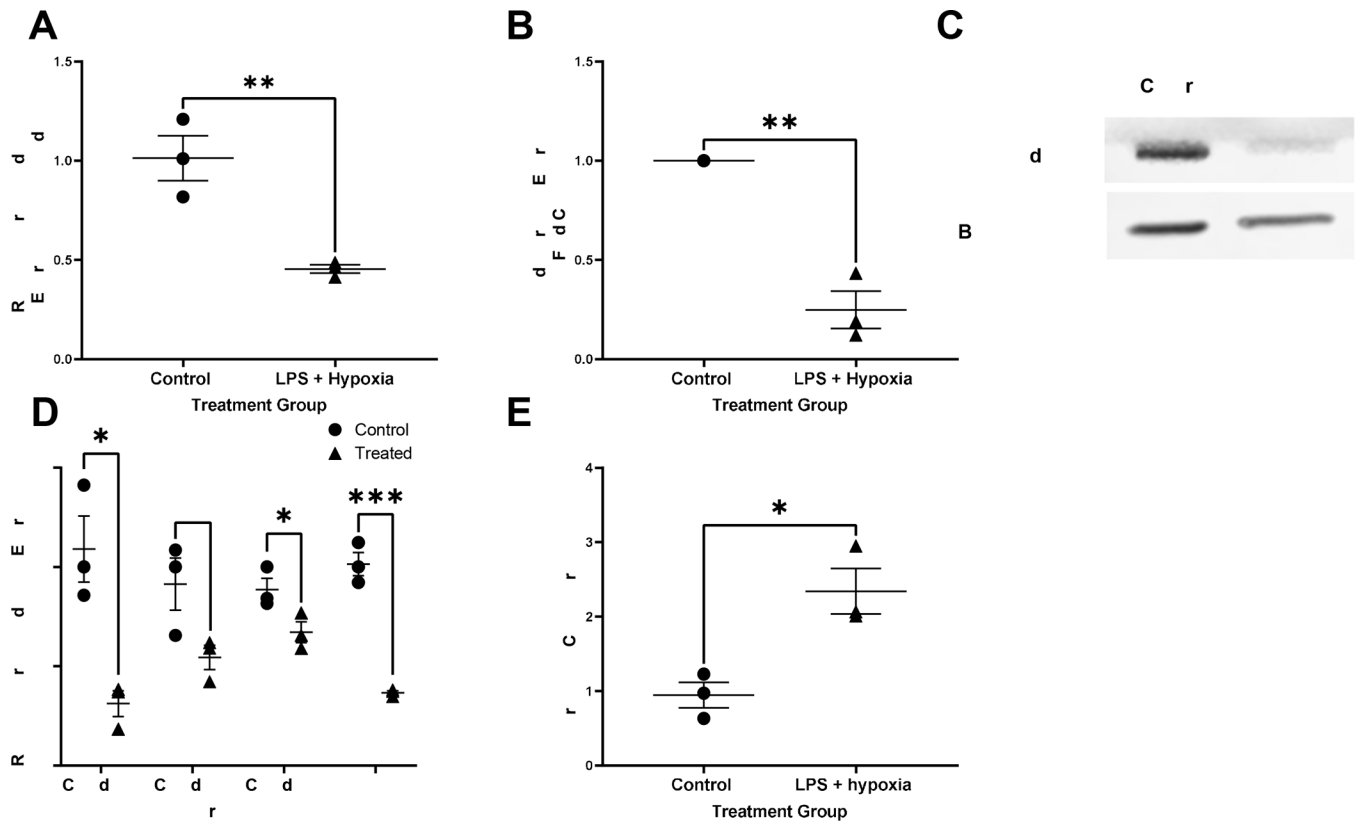 A
B
C
**
1.5
1.0
0.5
0.0
R E r r d d
Control
LPS + Hypoxia
Treatment Group
**
1.5
1.0
0.5
0.0
d F r d E C r
Control
LPS + Hypoxia
Treatment Group
C r
d
B
D
Control
Treated
*
*
***
R r d E r
C d C d C d
r
E
*
4
3
2
1
0
r C r
Control
LPS + hypoxia
Treatment Group